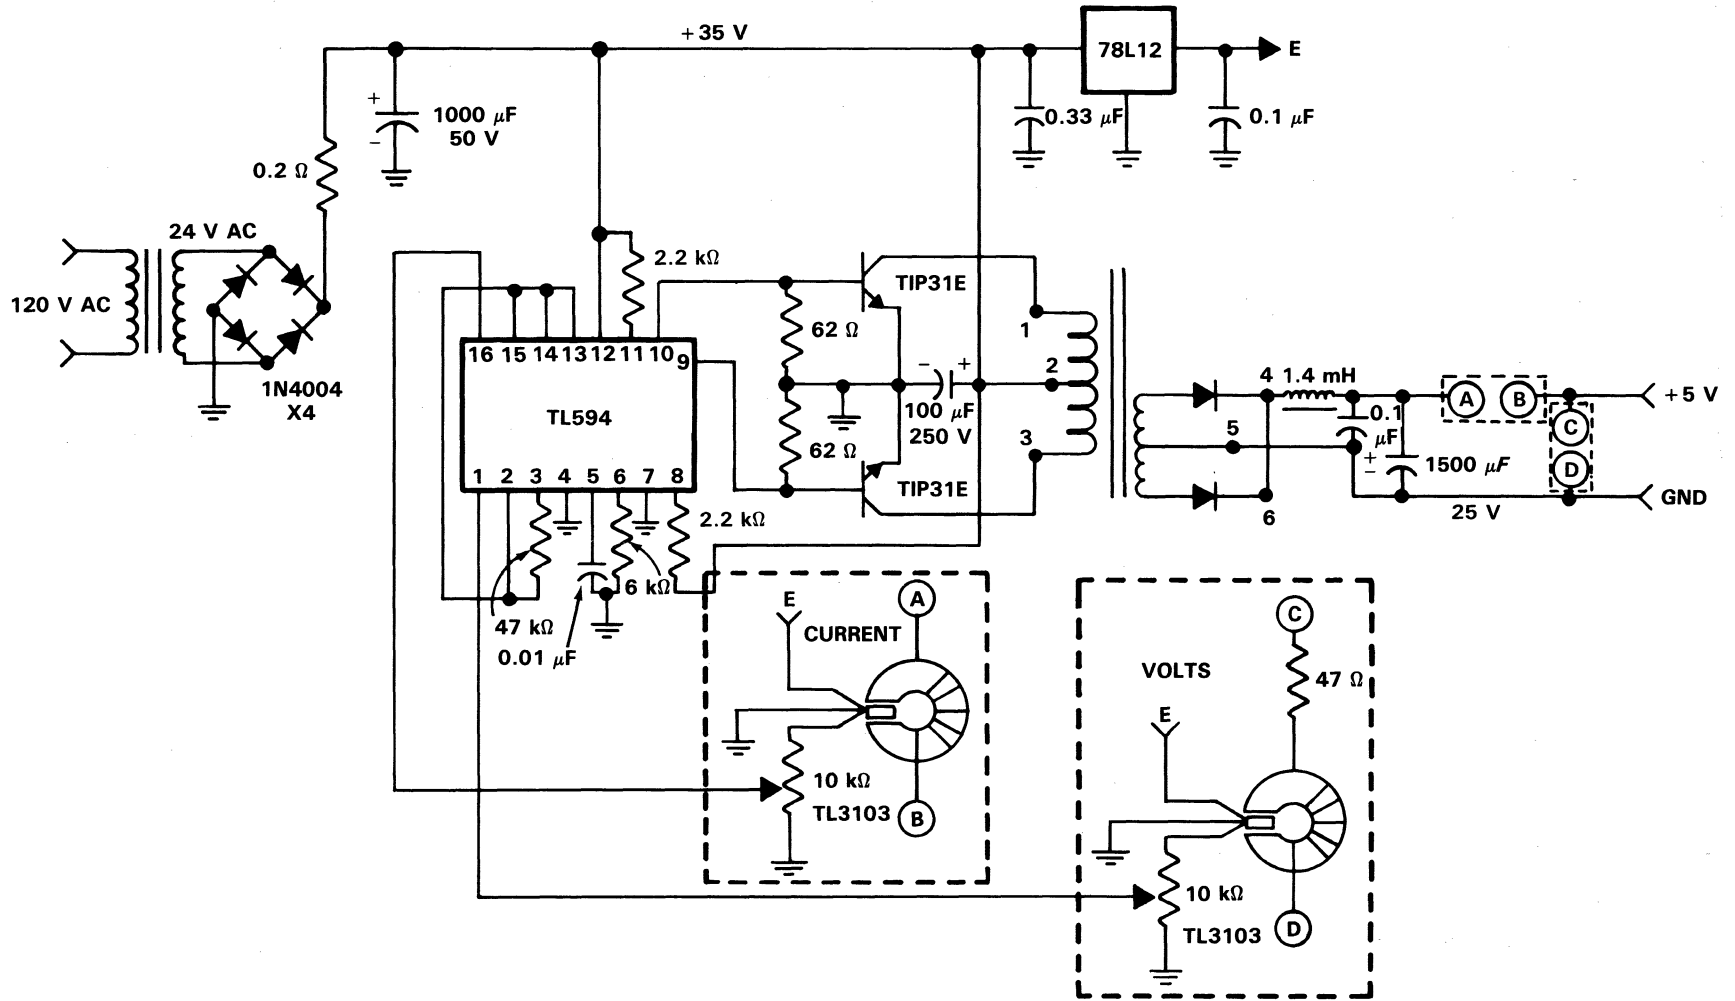 +35 V
78L12
E
+
1000 μF
50 V
−
0.33 μF
0.1 μF
0.2 Ω
24 V AC
120 V AC
1N4004
X4
2.2 kΩ
TIP31E
16 15 14 13 12 11 10
9
TL594
1 2 3 4 5 6 7 8
62 Ω
− +
100 μF
250 V
62 Ω
TIP31E
1
2
3
4 1.4 mH
5
6
0.1
μF
+
−
1500 μF
25 V
A B
C
D
+5 V
GND
2.2 kΩ
47 kΩ
0.01 μF
6 kΩ
E
CURRENT
A
10 kΩ
TL3103
B
VOLTS
C
47 Ω
E
10 kΩ
TL3103
D